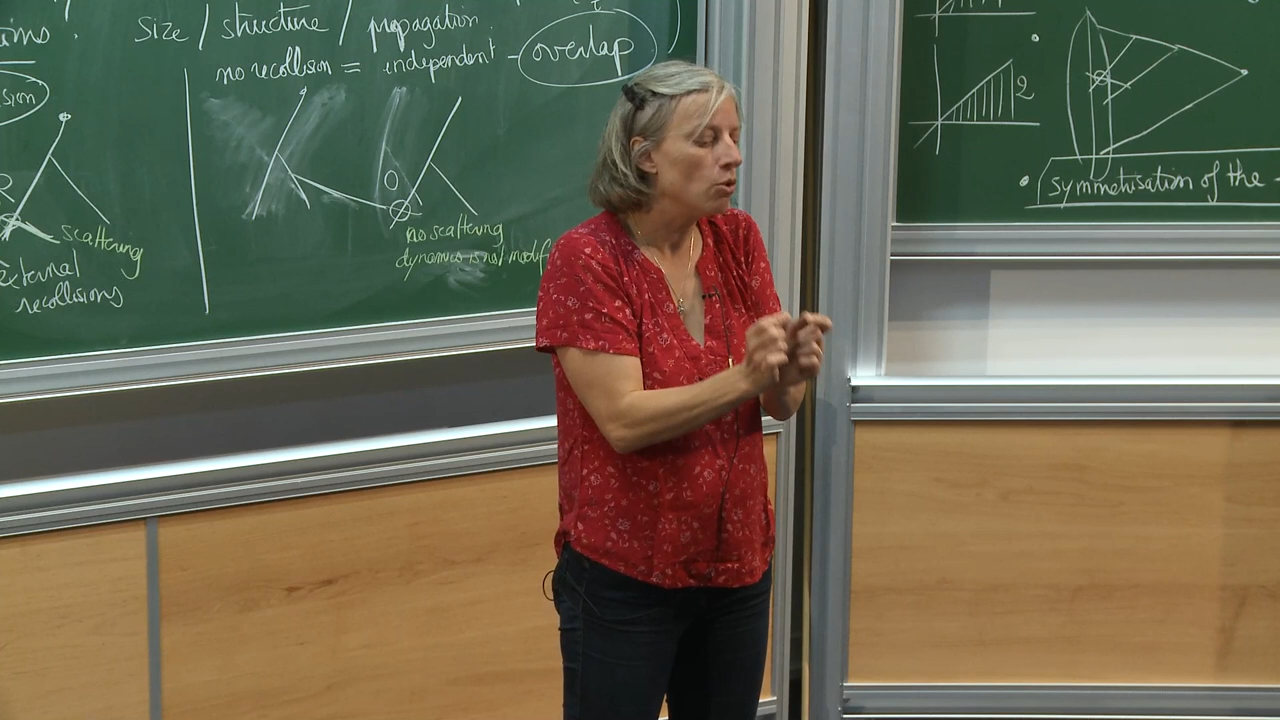 size / structure / propagation
no recollision = independent - overlap
scattering
external
recollisions
O
no scattering
dynamics is not modif
2
symmetrisation of the